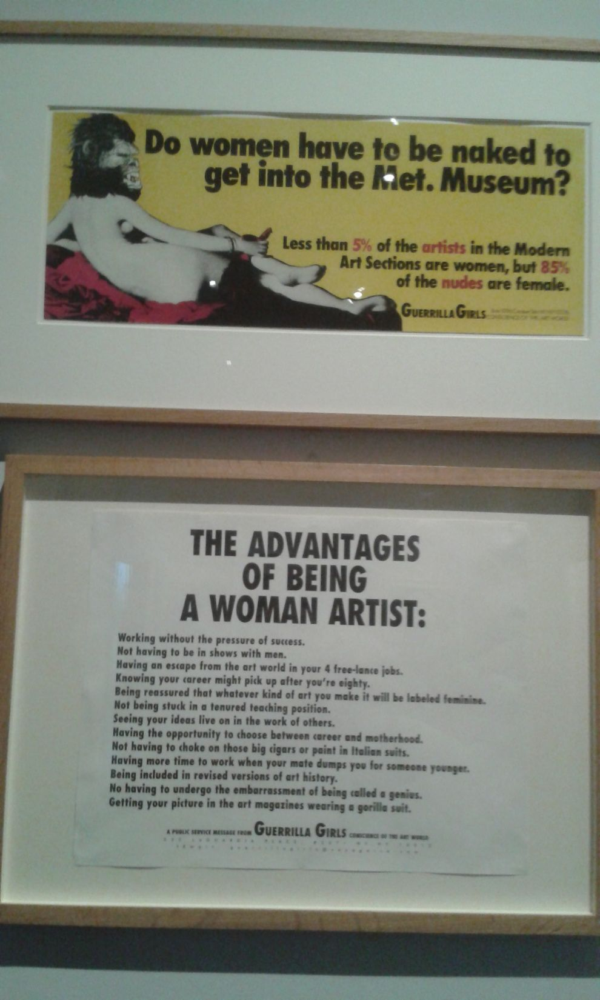 Do women have to be naked to
get into the Met. Museum?
Less than 5% of the artists in the Modern
Art Sections are women, but 85%
of the nudes are female.
GUERRILLA GIRLS
CONSCIENCE OF THE ART WORLD
THE ADVANTAGES
OF BEING
A WOMAN ARTIST:
Working without the pressure of success.
Not having to be in shows with men.
Having an escape from the art world in your 4 free-lance jobs.
Knowing your career might pick up after you're eighty.
Being reassured that whatever kind of art you make it will be labeled feminine.
Not being stuck in a tenured teaching position.
Seeing your ideas live on in the work of others.
Having the opportunity to choose between career and motherhood.
Not having to choke on those big cigars or paint in Italian suits.
Having more time to work when your mate dumps you for someone younger.
Being included in revised versions of art history.
No having to undergo the embarrassment of being called a genius.
Getting your picture in the art magazines wearing a gorilla suit.
A PUBLIC SERVICE MESSAGE FROM GUERRILLA GIRLS CONSCIENCE OF THE ART WORLD